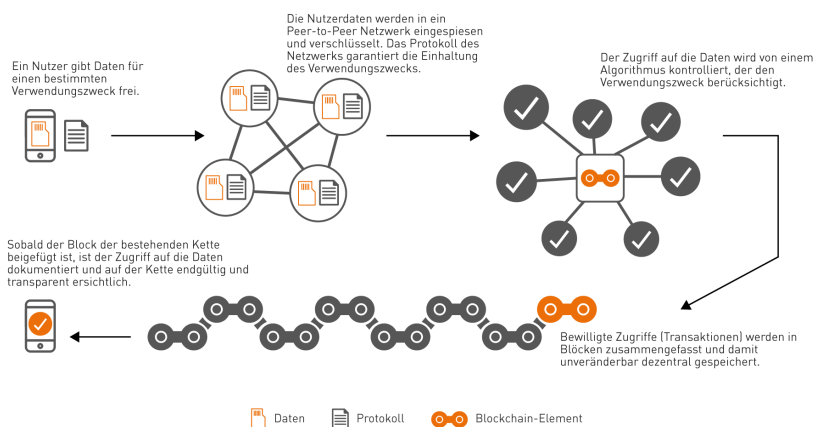 Ein Nutzer gibt Daten für
einen bestimmten
Verwendungszweck frei.
Die Nutzerdaten werden in ein
Peer-to-Peer Netzwerk eingespiesen
und verschlüsselt. Das Protokoll des
Netzwerks garantiert die Einhaltung
des Verwendungszwecks.
Der Zugriff auf die Daten wird von einem
Algorithmus kontrolliert, der den
Verwendungszweck berücksichtigt.
Bewilligte Zugriffe (Transaktionen) werden in
Blöcken zusammengefasst und damit
unveränderbar dezentral gespeichert.
Sobald der Block der bestehenden Kette
beigefügt ist, ist der Zugriff auf die Daten
dokumentiert und auf der Kette endgültig und
transparent ersichtlich.
Daten
Protokoll
Blockchain-Element